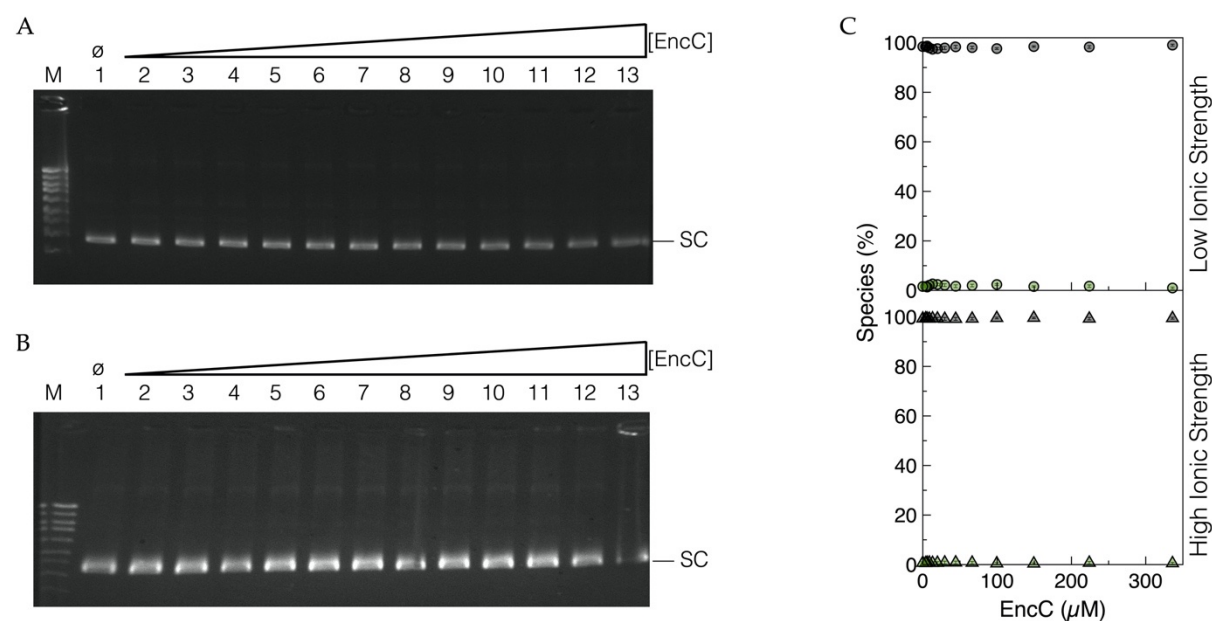 A
[EncC]
ø
M 1 2 3 4 5 6 7 8 9 10 11 12 13
SC
B
[EncC]
ø
M 1 2 3 4 5 6 7 8 9 10 11 12 13
SC
C
100
80
60
40
20
0
100
80
60
40
20
0
Species (%)
Low Ionic Strength
High Ionic Strength
0 100 200 300
EncC (µM)